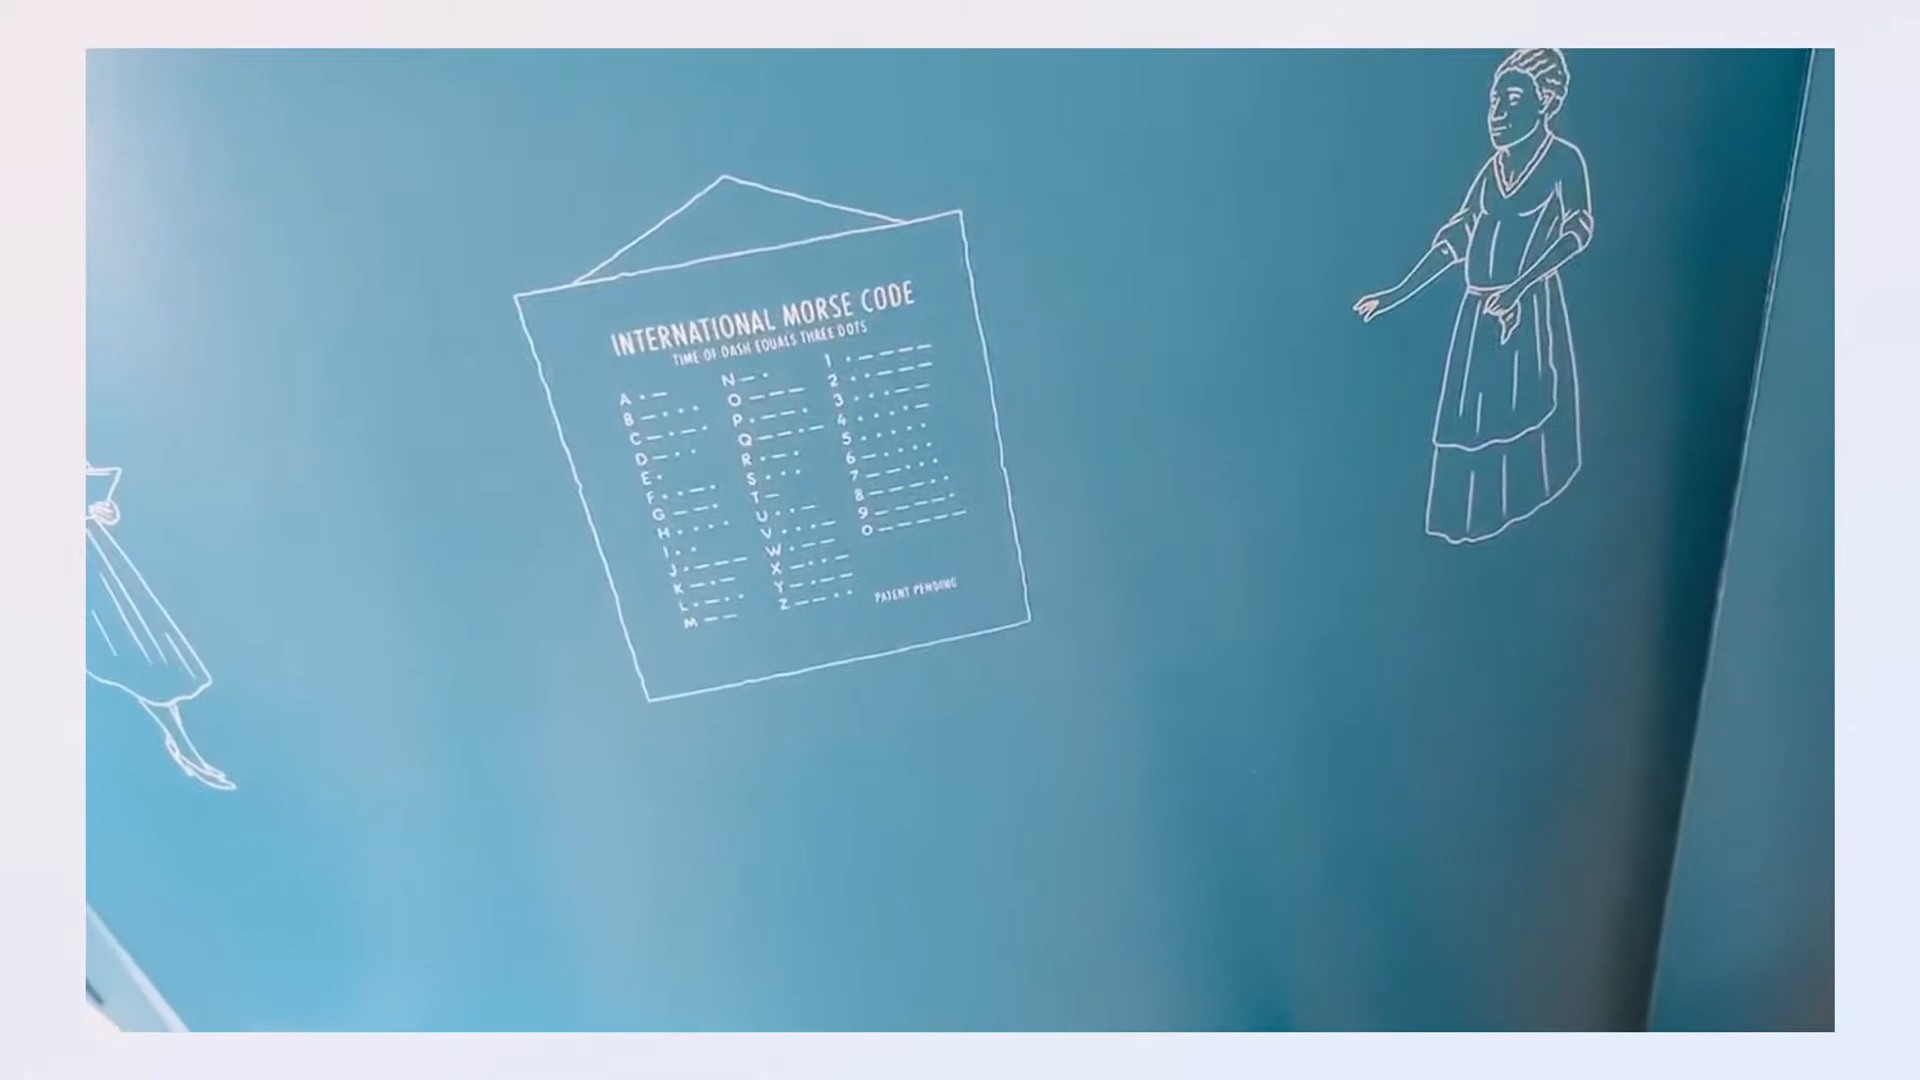 INTERNATIONAL MORSE CODE
TIME OF DASH EQUALS THREE DOTS
A · —
B — · · ·
C — · — ·
D — · ·
E ·
F · · — ·
G — — ·
H · · · ·
I · ·
J · — — —
K — · —
L · — · ·
M — —
N — ·
O — — —
P · — — ·
Q — — · —
R · — ·
S · · ·
T —
U · · —
V · · · —
W · — —
X — · · —
Y — · — —
Z — — · ·
1 · — — — —
2 · · — — —
3 · · · — —
4 · · · · —
5 · · · · ·
6 — · · · ·
7 — — · · ·
8 — — — · ·
9 — — — — ·
0 — — — — —
PATENT PENDING